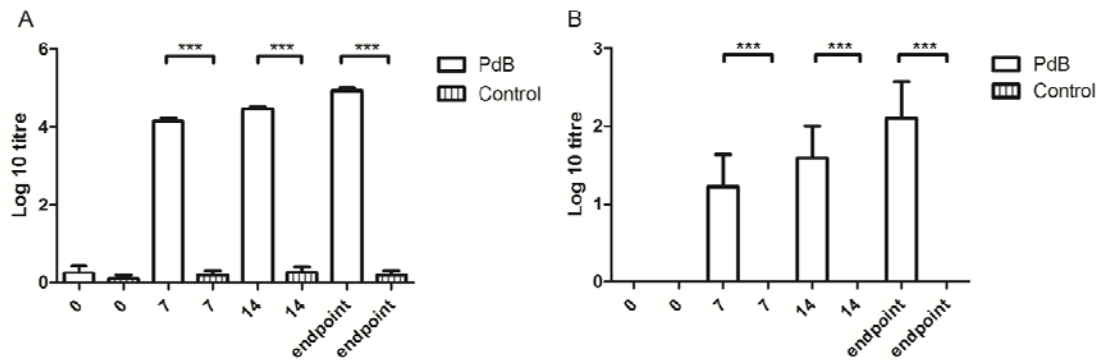 A
6
4
2
0
Log 10 titre
***
***
***
0
0
7
7
14
14
endpoint
endpoint
PdB
Control
B
3
2
1
0
Log 10 titre
***
***
***
0
0
7
7
14
14
endpoint
endpoint
PdB
Control